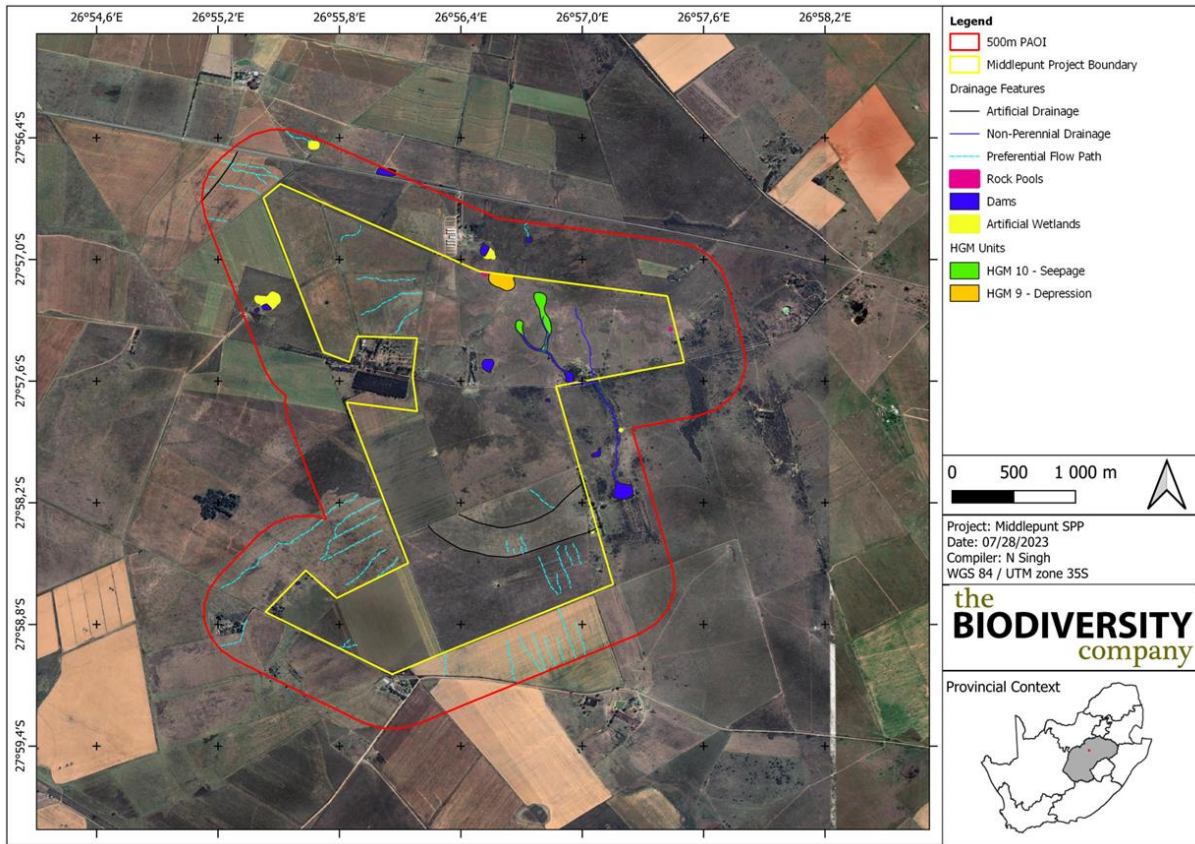 26°54,6'E 26°55,2'E 26°55,8'E 26°56,4'E 26°57,0'E 26°57,6'E 26°58,2'E
27°56,4'S
27°57,0'S
27°57,6'S
27°58,2'S
27°58,8'S
27°59,4'S
Legend
500m PAOI
Middlepunt Project Boundary
Drainage Features
Artificial Drainage
Non-Perennial Drainage
Preferential Flow Path
Rock Pools
Dams
Artificial Wetlands
HGM Units
HGM 10 - Seepage
HGM 9 - Depression
0 500 1 000 m
Project: Middlepunt SPP
Date: 07/28/2023
Compiler: N Singh
WGS 84 / UTM zone 35S
the
BIODIVERSITY
company
Provincial Context